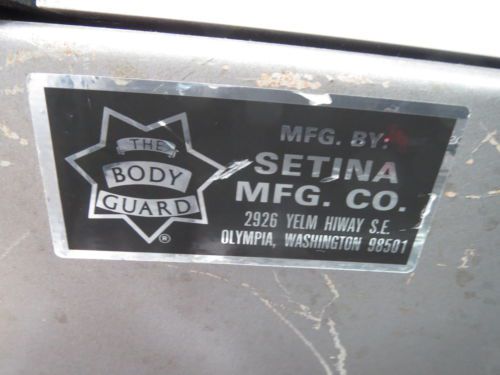 THE
BODY
GUARD
®
MFG. BY:
SETINA
MFG. CO.
2926 YELM HIWAY S.E.
OLYMPIA, WASHINGTON 98501